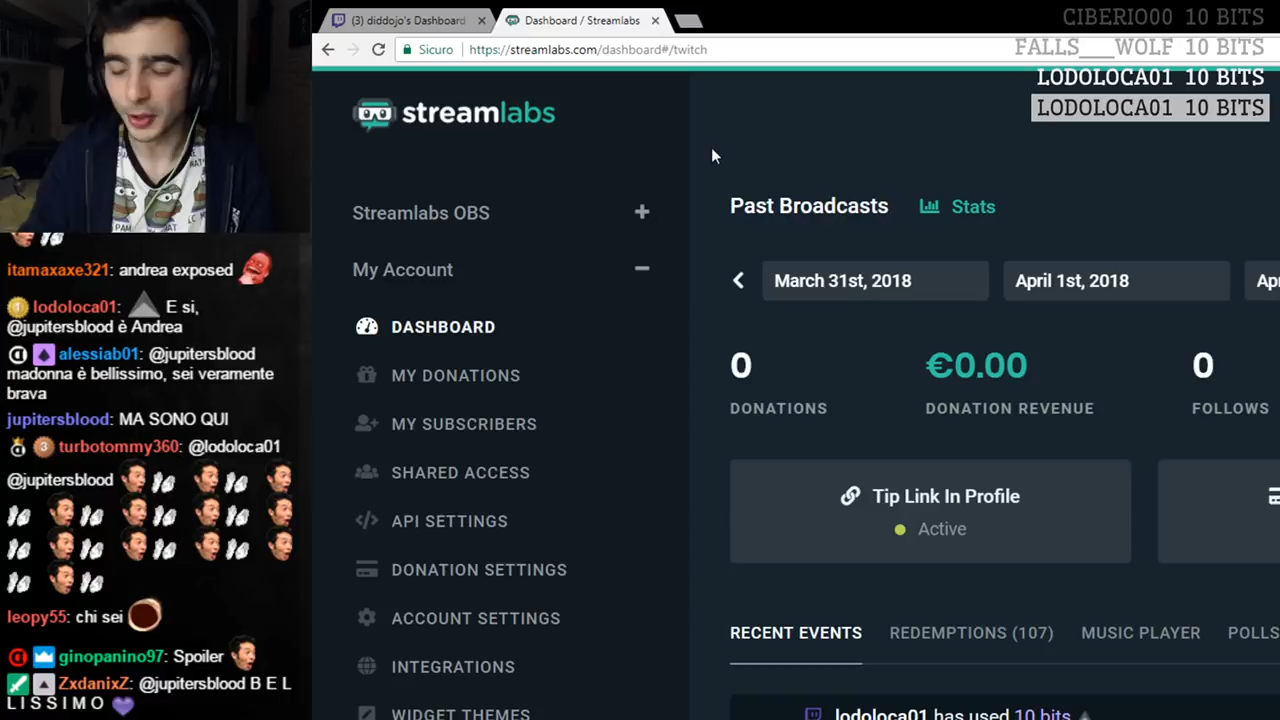 (3) diddojo's Dashboard
Dashboard / Streamlabs
Sicuro
https://streamlabs.com/dashboard#/twitch
CIBERIO00 10 BITS
FALLS___WOLF 10 BITS
LODOLOCA01 10 BITS
LODOLOCA01 10 BITS
itamaxaxe321: andrea exposed
lodoloca01: E si,
@jupitersblood è Andrea
alessiab01: @jupitersblood
madonna è bellissimo, sei veramente
brava
jupitersblood: MA SONO QUI
turbotommy360: @lodoloca01
@jupitersblood
leopy55: chi sei
ginopanino97: Spoiler
ZxdanixZ: @jupitersblood B E L
L I S S I M O
streamlabs
Streamlabs OBS
My Account
DASHBOARD
MY DONATIONS
MY SUBSCRIBERS
SHARED ACCESS
API SETTINGS
DONATION SETTINGS
ACCOUNT SETTINGS
INTEGRATIONS
WIDGET THEMES
Past Broadcasts
Stats
March 31st, 2018
April 1st, 2018
Ap
0
€0.00
0
DONATIONS
DONATION REVENUE
FOLLOWS
Tip Link In Profile
Active
RECENT EVENTS
REDEMPTIONS (107)
MUSIC PLAYER
POLLS
lodoloca01 has used 10 bits